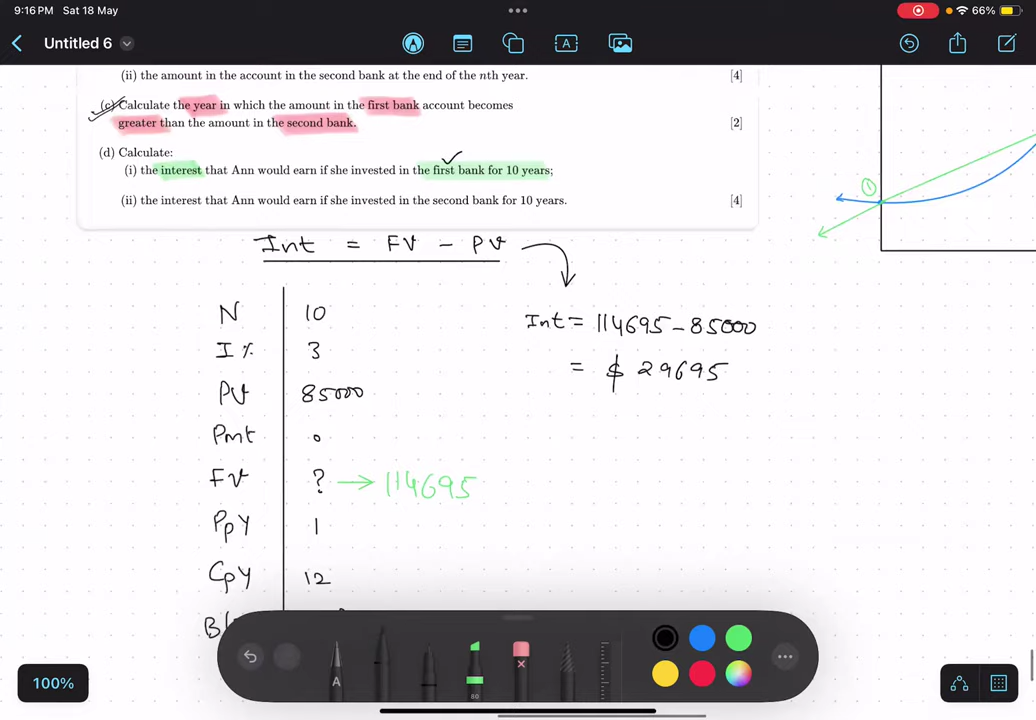 9:16 PM Sat 18 May
66%
Untitled 6
A
(ii) the amount in the account in the second bank at the end of the nth year. [4]
(c) Calculate the year in which the amount in the first bank account becomes
greater than the amount in the second bank. [2]
(d) Calculate:
(i) the interest that Ann would earn if she invested in the first bank for 10 years;
(ii) the interest that Ann would earn if she invested in the second bank for 10 years. [4]
①
Int = FV - PV
N 10
I % 3
PV 85000
Pmt 0
FV ? → 114695
PpY 1
CpY 12
Int = 114695 - 85000
= $ 29695
A
80
100%